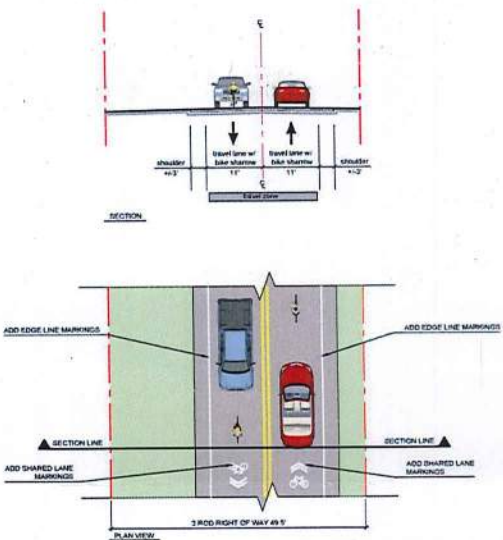 ℄
travel lane w/
bike sharrow
11'
travel lane w/
bike sharrow
11'
shoulder
+/-3'
shoulder
+/-3'
℄
travel zone
SECTION
ADD EDGE LINE MARKINGS
ADD EDGE LINE MARKINGS
SECTION LINE
SECTION LINE
ADD SHARED LANE
MARKINGS
ADD SHARED LANE
MARKINGS
3 ROD RIGHT OF WAY 49.5'
PLAN VIEW